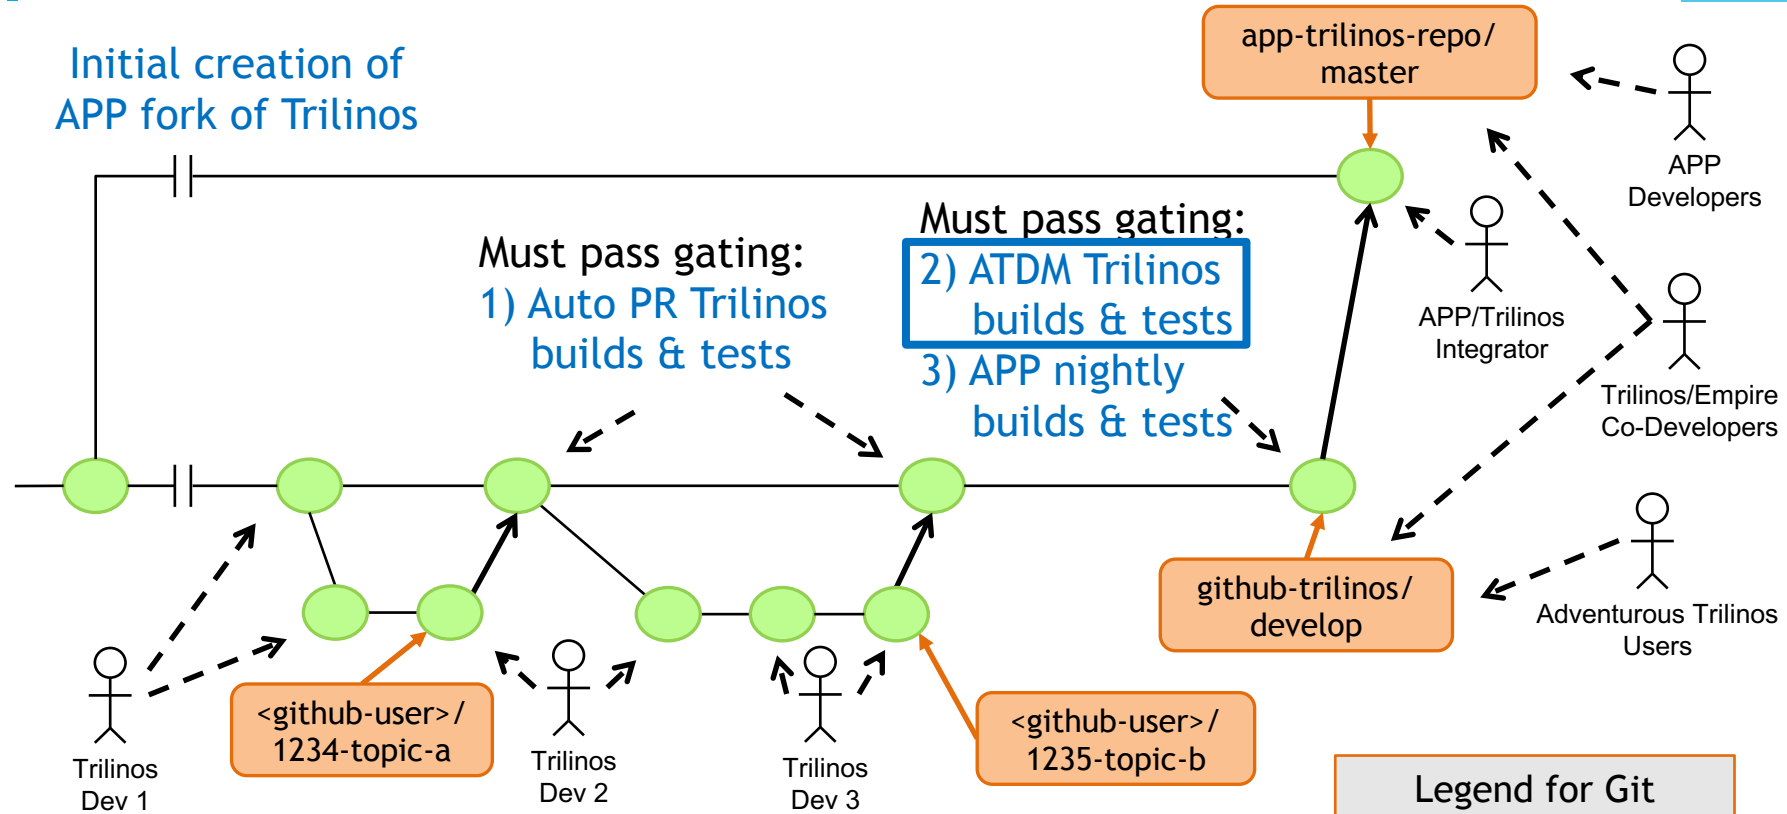 Initial creation of
APP fork of Trilinos
app-trilinos-repo/
master
APP
Developers
Must pass gating:
1) Auto PR Trilinos
builds & tests
Must pass gating:
2) ATDM Trilinos
builds & tests
3) APP nightly
builds & tests
APP/Trilinos
Integrator
Trilinos/Empire
Co-Developers
github-trilinos/
develop
Adventurous Trilinos
Users
Trilinos
Dev 1
<github-user>/
1234-topic-a
Trilinos
Dev 2
Trilinos
Dev 3
<github-user>/
1235-topic-b
Legend for Git